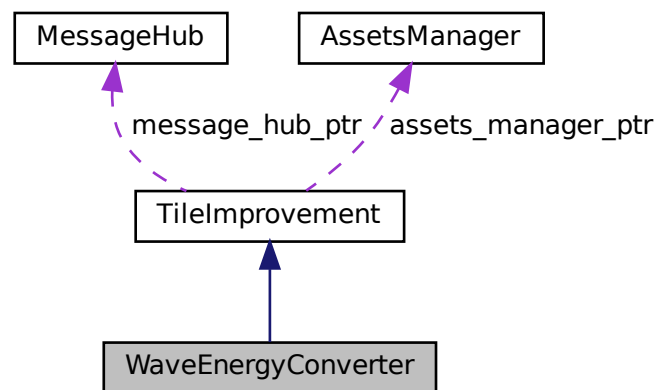 MessageHub
AssetsManager
message_hub_ptr
assets_manager_ptr
TileImprovement
WaveEnergyConverter